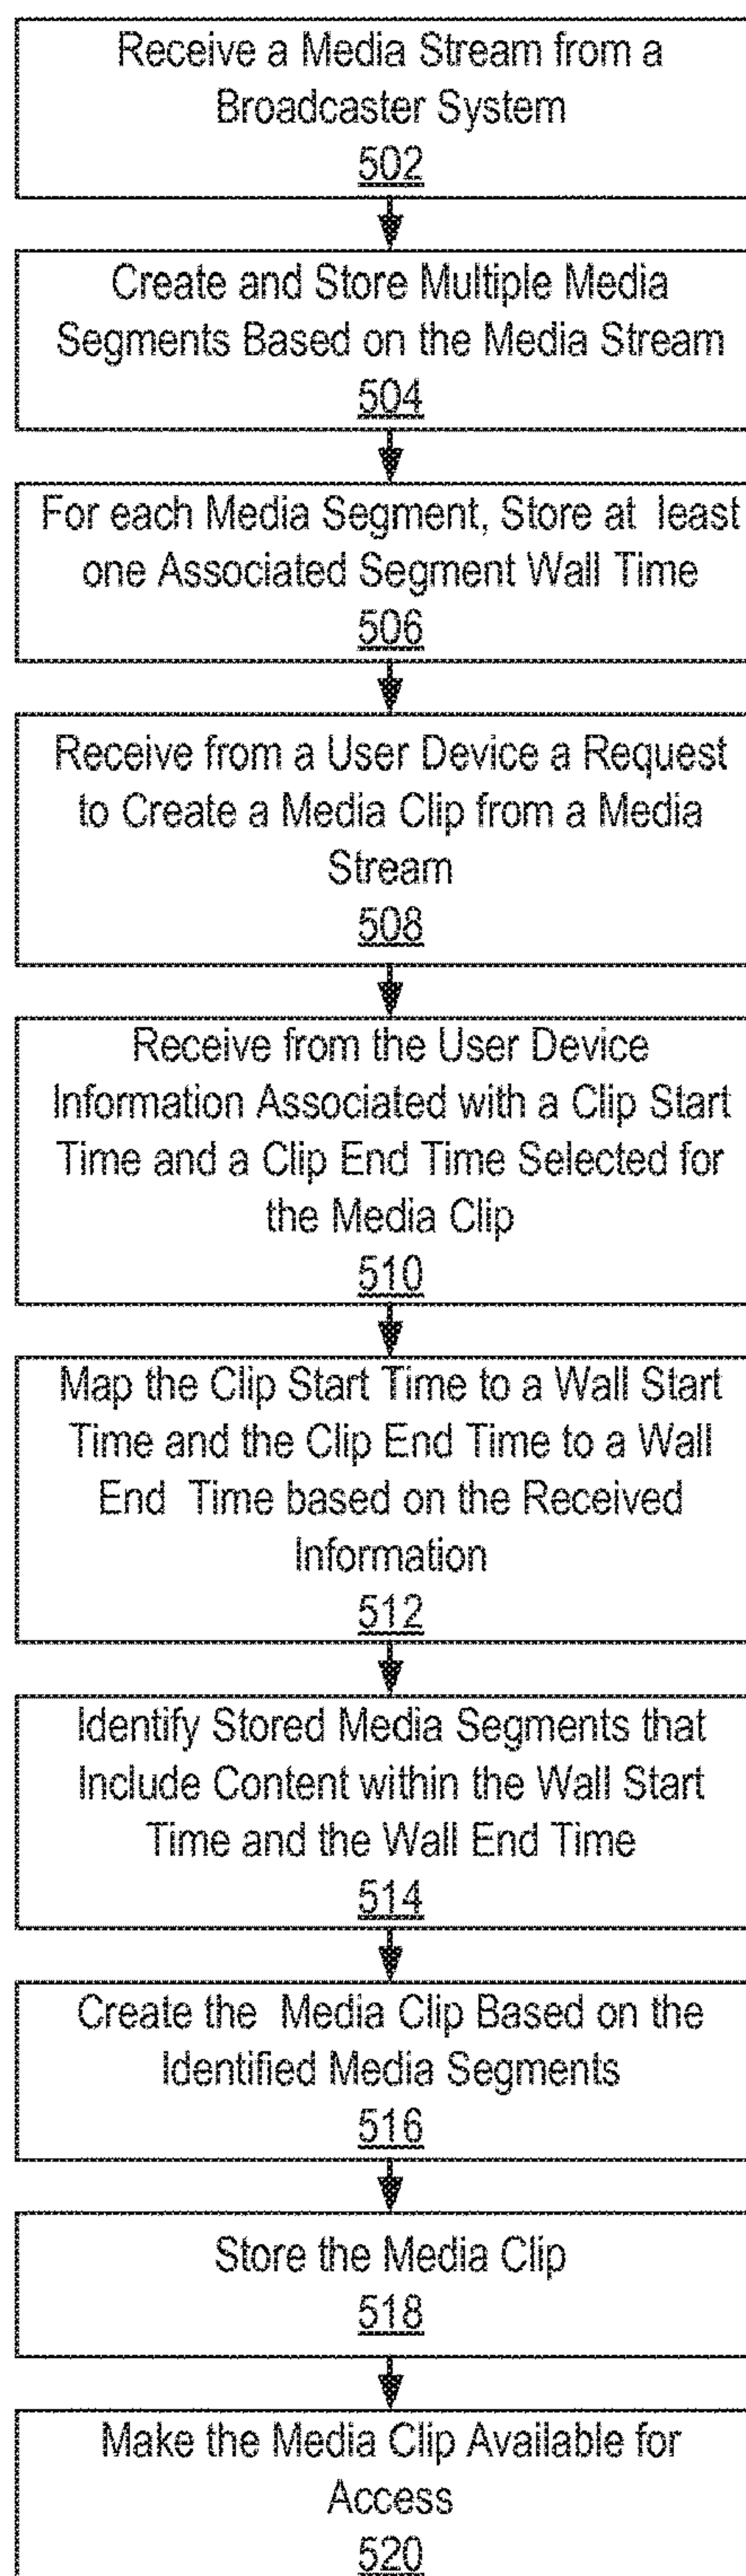 Receive a Media Stream from a
Broadcaster System
502
Create and Store Multiple Media
Segments Based on the Media Stream
504
For each Media Segment, Store at least
one Associated Segment Wall Time
506
Receive from a User Device a Request
to Create a Media Clip from a Media
Stream
508
Receive from the User Device
Information Associated with a Clip Start
Time and a Clip End Time Selected for
the Media Clip
510
Map the Clip Start Time to a Wall Start
Time and the Clip End Time to a Wall
End Time based on the Received
Information
512
Identify Stored Media Segments that
Include Content within the Wall Start
Time and the Wall End Time
514
Create the Media Clip Based on the
Identified Media Segments
516
Store the Media Clip
518
Make the Media Clip Available for
Access
520